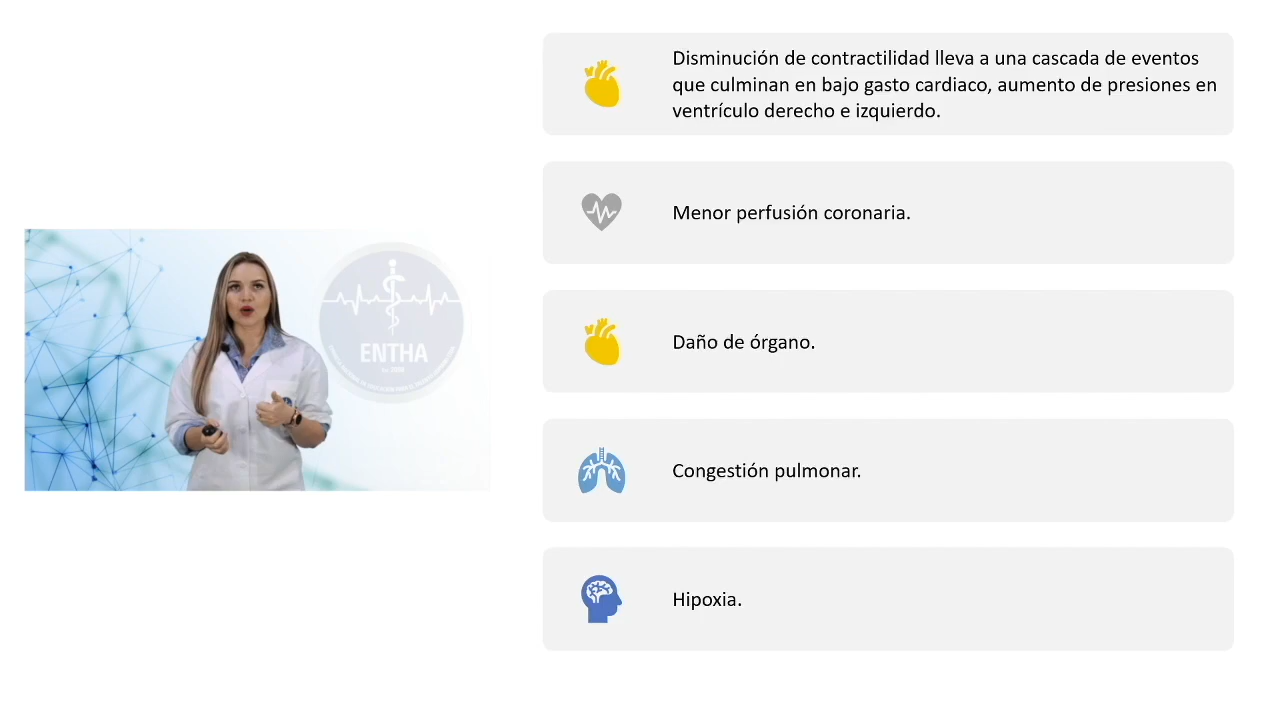 Disminución de contractilidad lleva a una cascada de eventos
que culminan en bajo gasto cardiaco, aumento de presiones en
ventrículo derecho e izquierdo.
Menor perfusión coronaria.
Daño de órgano.
Congestión pulmonar.
Hipoxia.
ENTHA